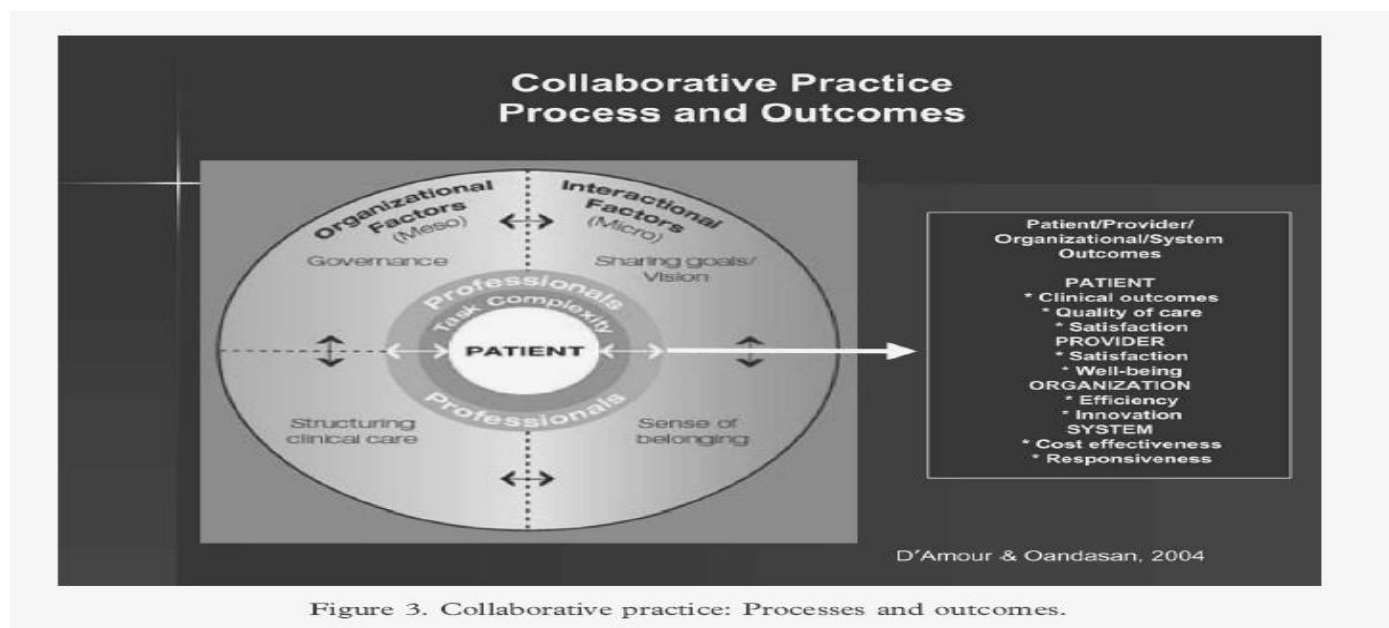 Collaborative Practice
Process and Outcomes
Organizational
Factors
(Meso)
Interactional
Factors
(Micro)
Governance
Sharing goals/
Vision
Professionals
Task Complexity
PATIENT
Professionals
Structuring
clinical care
Sense of
belonging
Patient/Provider/
Organizational/System
Outcomes
PATIENT
* Clinical outcomes
* Quality of care
* Satisfaction
PROVIDER
* Satisfaction
* Well-being
ORGANIZATION
* Efficiency
* Innovation
SYSTEM
* Cost effectiveness
* Responsiveness
D'Amour & Oandasan, 2004
Figure 3. Collaborative practice: Processes and outcomes.